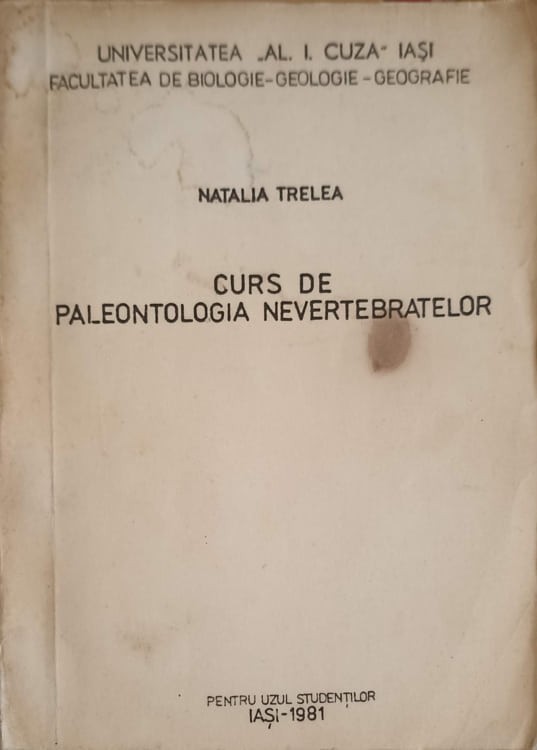 UNIVERSITATEA „AL. I. CUZA" IAȘI
FACULTATEA DE BIOLOGIE-GEOLOGIE-GEOGRAFIE
NATALIA TRELEA
CURS DE
PALEONTOLOGIA NEVERTEBRATELOR
PENTRU UZUL STUDENȚILOR
IAȘI-1981